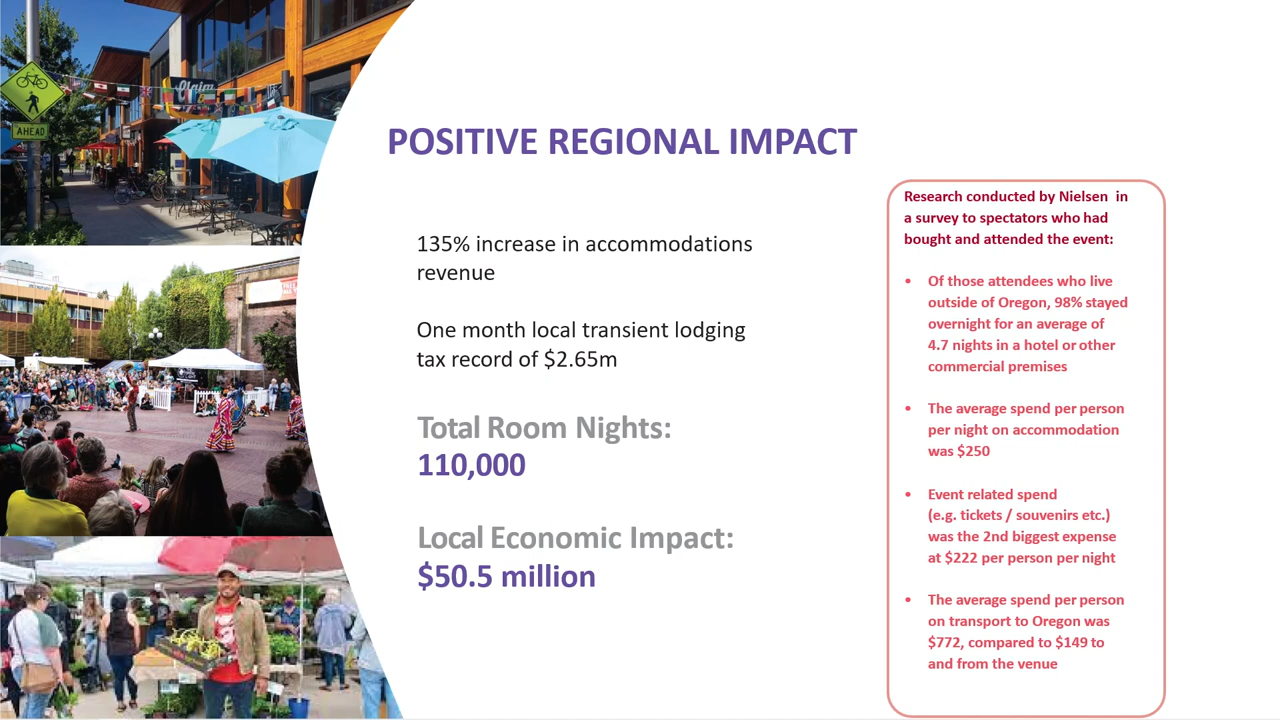 Claim
AHEAD
POSITIVE REGIONAL IMPACT
135% increase in accommodations
revenue
One month local transient lodging
tax record of $2.65m
Total Room Nights:
110,000
Local Economic Impact:
$50.5 million
Research conducted by Nielsen in
a survey to spectators who had
bought and attended the event:
• Of those attendees who live
outside of Oregon, 98% stayed
overnight for an average of
4.7 nights in a hotel or other
commercial premises
• The average spend per person
per night on accommodation
was $250
• Event related spend
(e.g. tickets / souvenirs etc.)
was the 2nd biggest expense
at $222 per person per night
• The average spend per person
on transport to Oregon was
$772, compared to $149 to
and from the venue